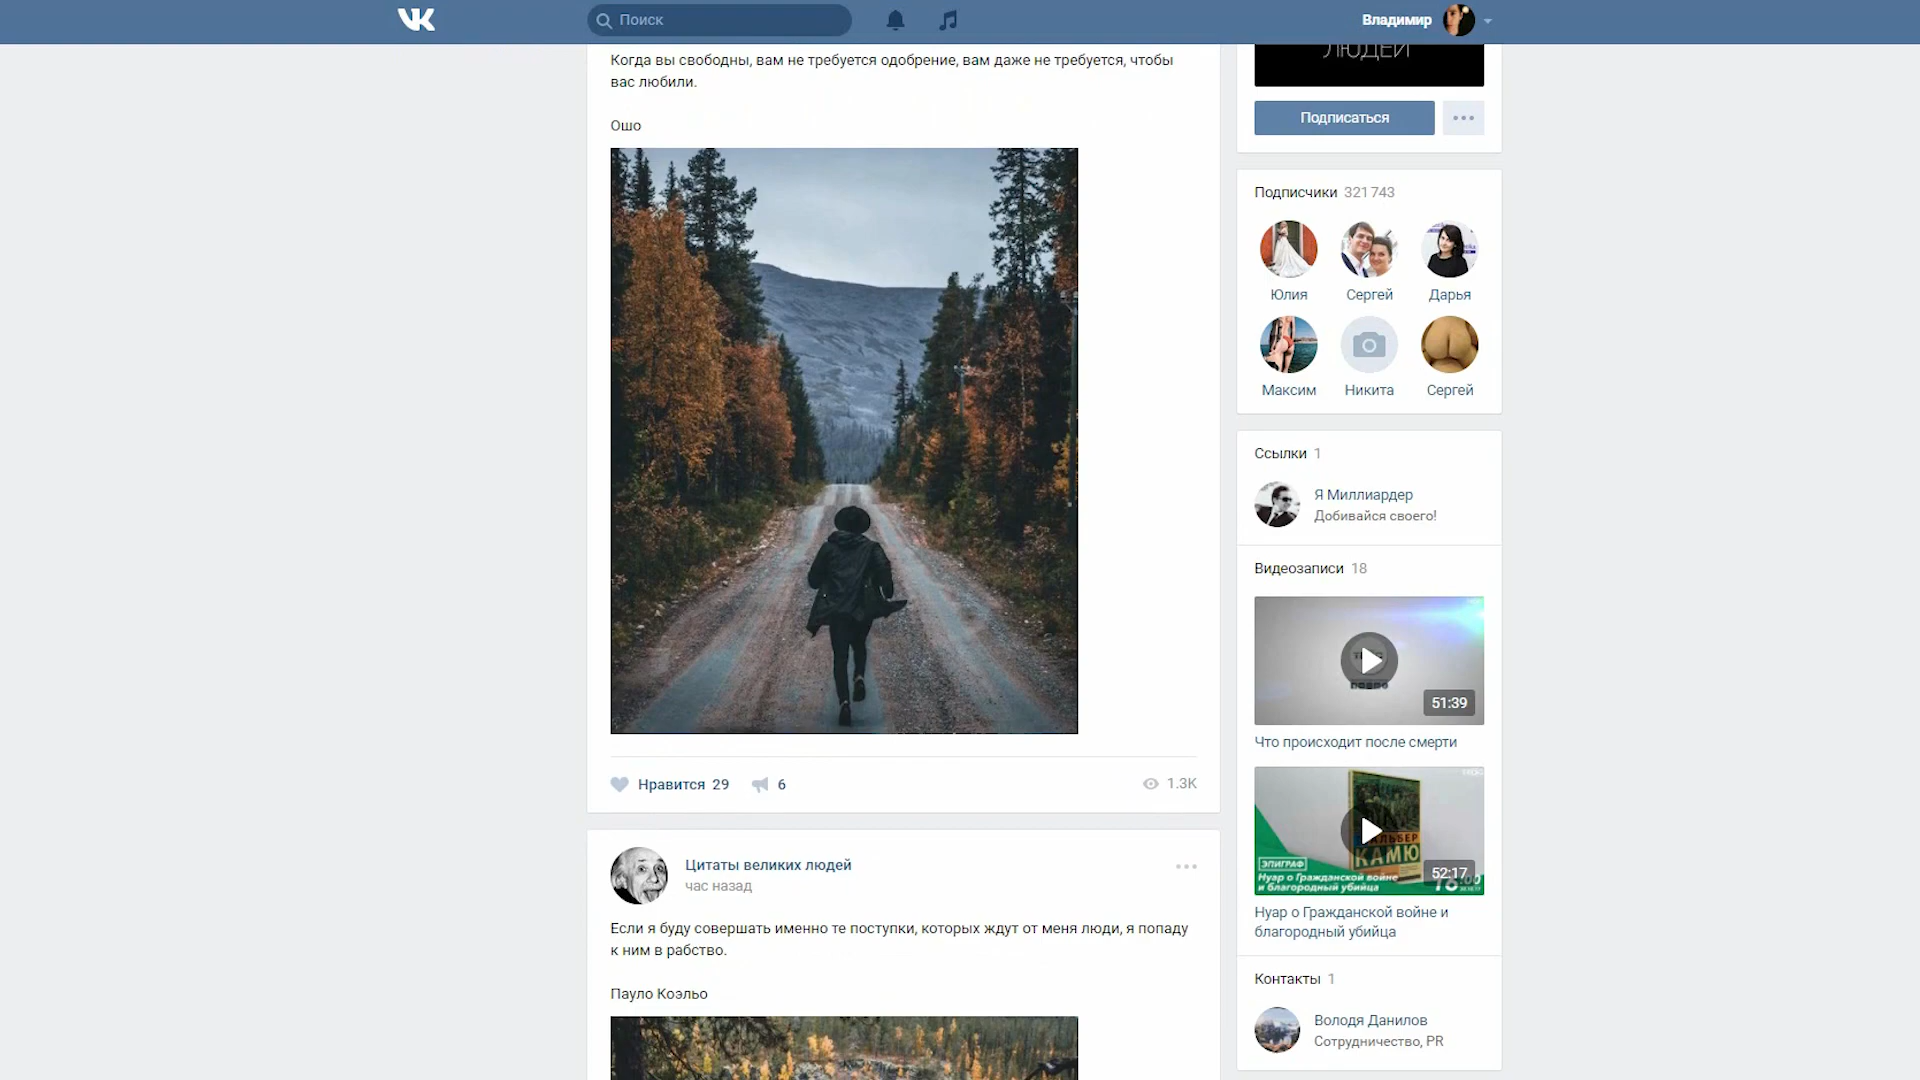 Поиск
Владимир
Когда вы свободны, вам не требуется одобрение, вам даже не требуется, чтобы
вас любили.
Ошо
Нравится 29
6
1.3K
Цитаты великих людей
час назад
Если я буду совершать именно те поступки, которых ждут от меня люди, я попаду
к ним в рабство.
Пауло Коэльо
ЛЮДЕЙ
Подписаться
Подписчики 321 743
Юлия Сергей Дарья
Максим Никита Сергей
Ссылки 1
Я Миллиардер
Добивайся своего!
Видеозаписи 18
51:39
Что происходит после смерти
КАМЮ
ЭПИГРАФ
Нуар о Гражданской войне
и благородный убийца
52:17
Нуар о Гражданской войне и
благородный убийца
Контакты 1
Володя Данилов
Сотрудничество, PR